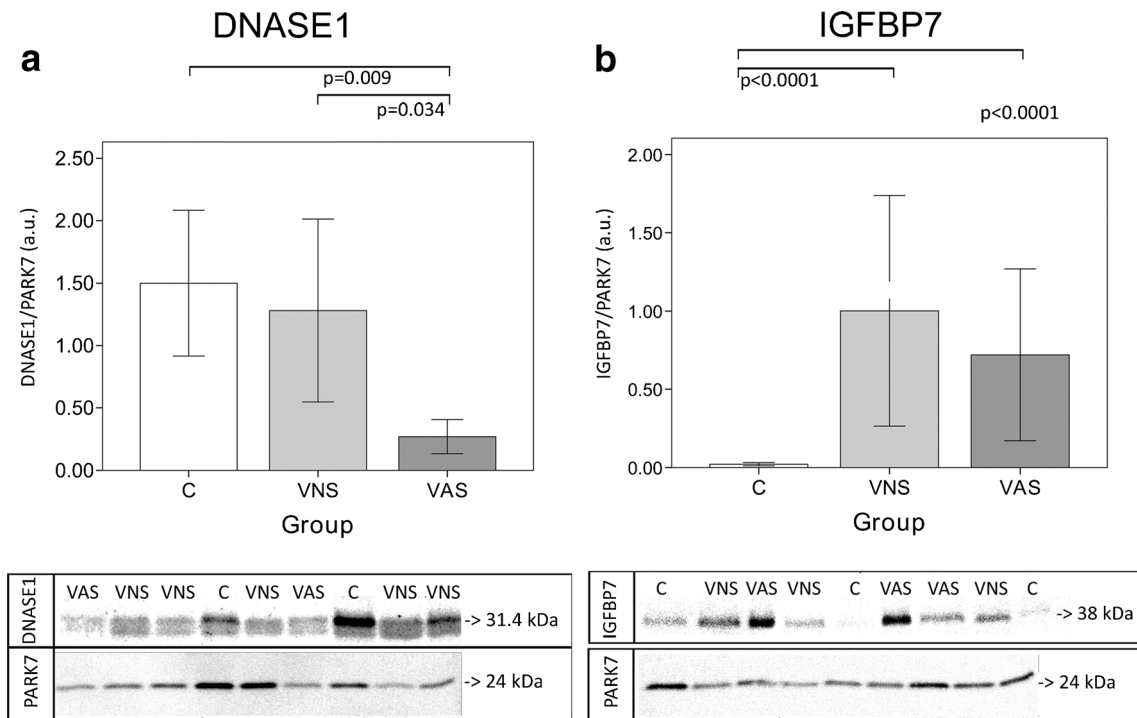 DNASE1
a
p=0.009
p=0.034
DNASE1/PARK7 (a.u.)
2.50
2.00
1.50
1.00
0.50
0.00
C VNS VAS
Group
DNASE1
VAS VNS VNS C VNS VAS C VNS VNS
-> 31.4 kDa
PARK7
-> 24 kDa
IGFBP7
b
p<0.0001
p<0.0001
IGFBP7/PARK7 (a.u.)
2.00
1.50
1.00
0.50
0.00
C VNS VAS
Group
IGFBP7
C VNS VAS VNS C VAS VAS VNS C
-> 38 kDa
PARK7
-> 24 kDa